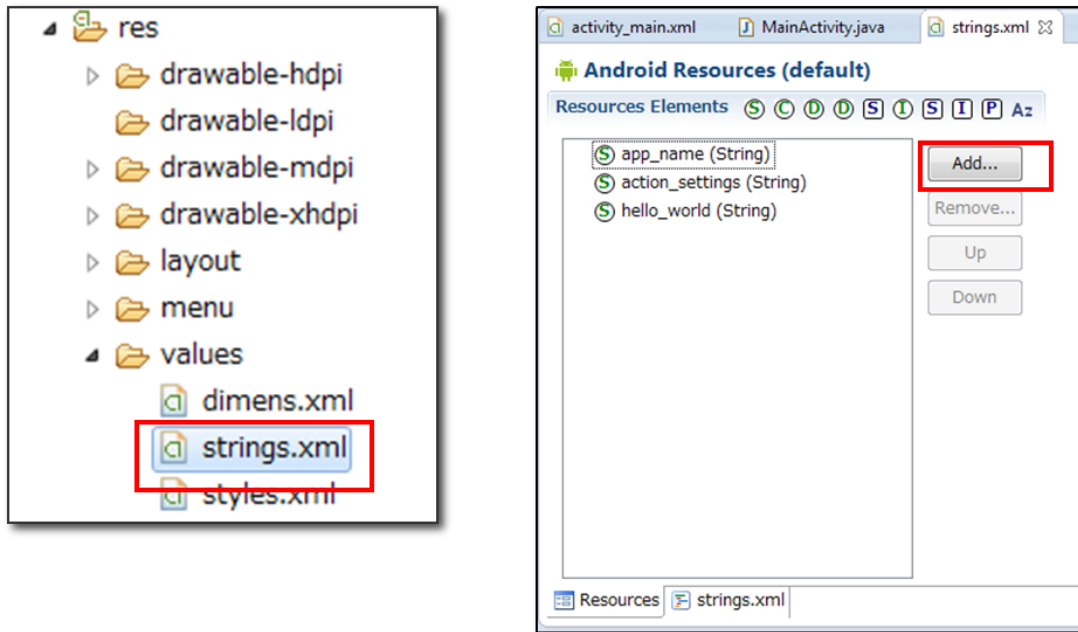 res
drawable-hdpi
drawable-ldpi
drawable-mdpi
drawable-xhdpi
layout
menu
values
dimens.xml
strings.xml
styles.xml
activity_main.xml MainActivity.java strings.xml
Android Resources (default)
Resources Elements S C D D S I S I P Az
S app_name (String)
S action_settings (String)
S hello_world (String)
Add...
Remove...
Up
Down
Resources strings.xml